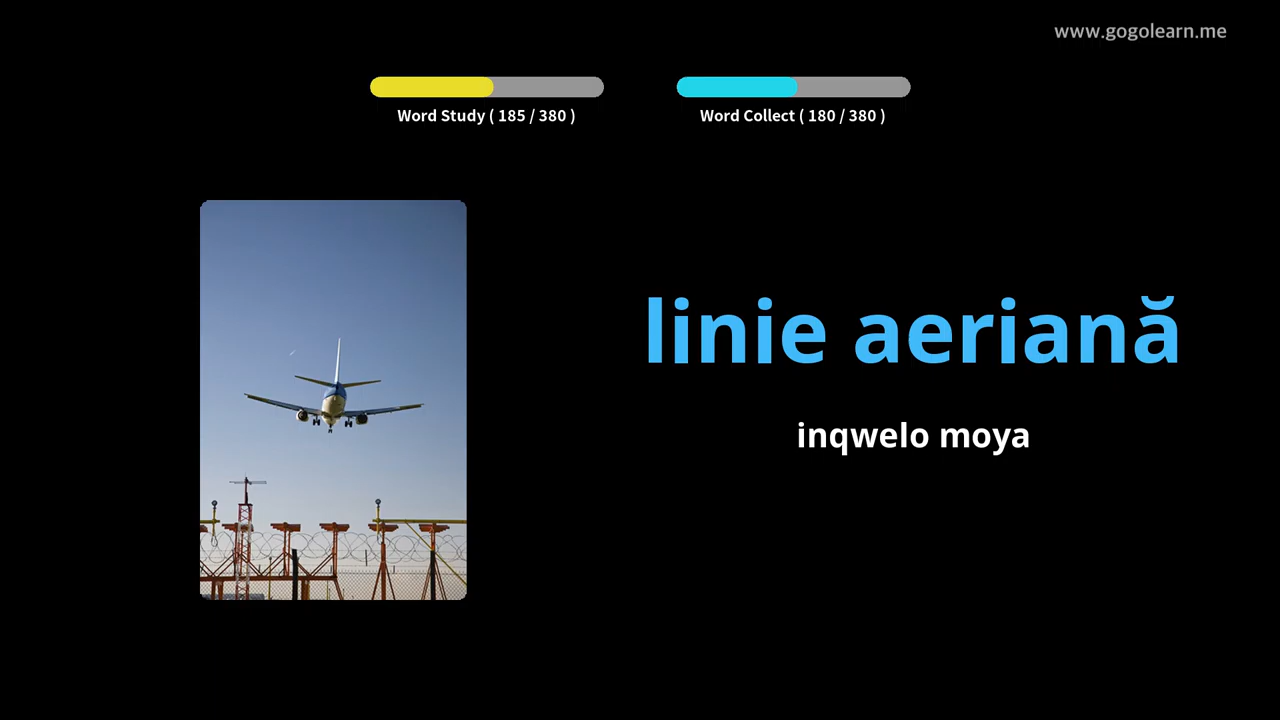 www.gogolearn.me
Word Study ( 185 / 380 )
Word Collect ( 180 / 380 )
linie aeriană
inqwelo moya